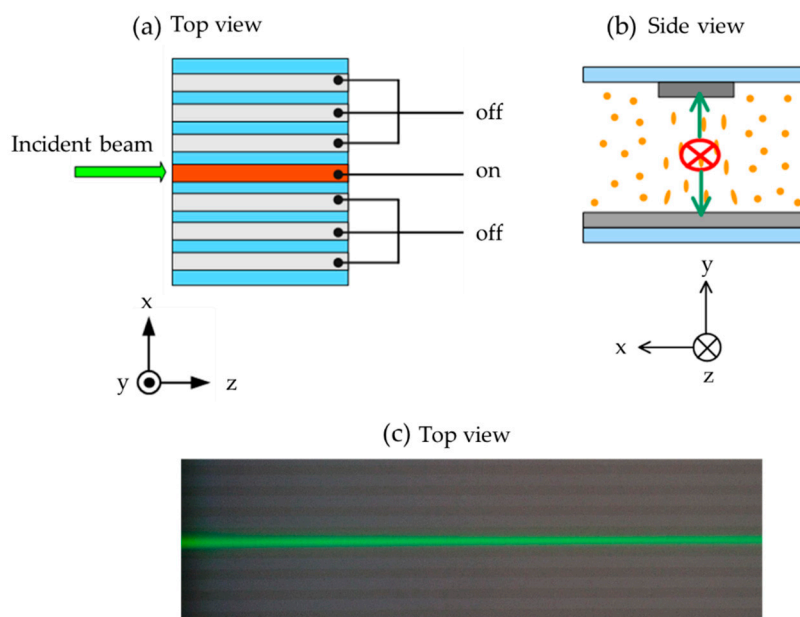 (a) Top view
(b) Side view
Incident beam
off
on
off
x
y
z
y
x
z
(c) Top view